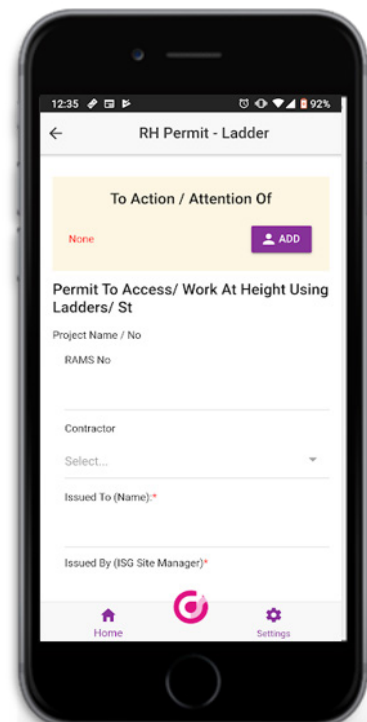 12:35 92%
RH Permit - Ladder
To Action / Attention Of
None ADD
Permit To Access/ Work At Height Using
Ladders/ St
Project Name / No
RAMS No
Contractor
Select...
Issued To (Name):*
Issued By (ISG Site Manager)*
Home Settings